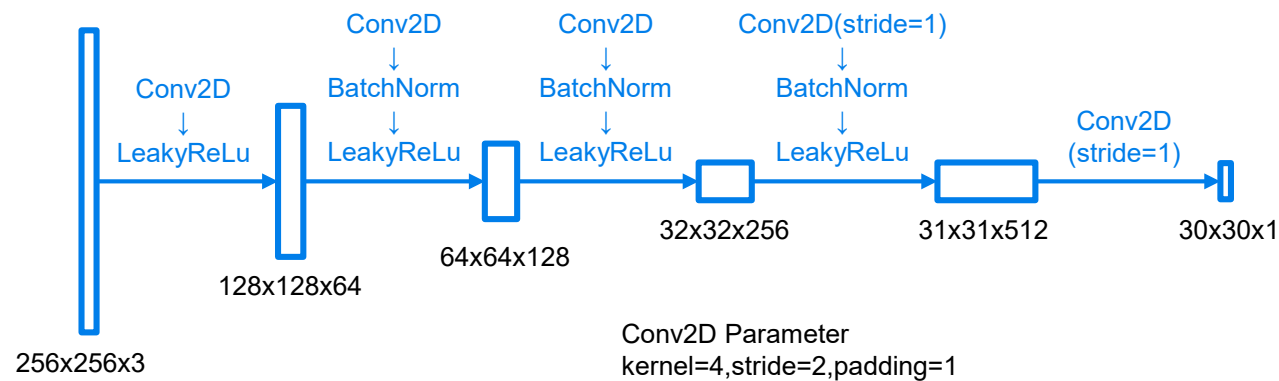 Conv2D
↓
LeakyReLu
Conv2D
↓
BatchNorm
↓
LeakyReLu
Conv2D
↓
BatchNorm
↓
LeakyReLu
Conv2D(stride=1)
↓
BatchNorm
↓
LeakyReLu
Conv2D
(stride=1)
256x256x3
128x128x64
64x64x128
32x32x256
31x31x512
30x30x1
Conv2D Parameter
kernel=4,stride=2,padding=1